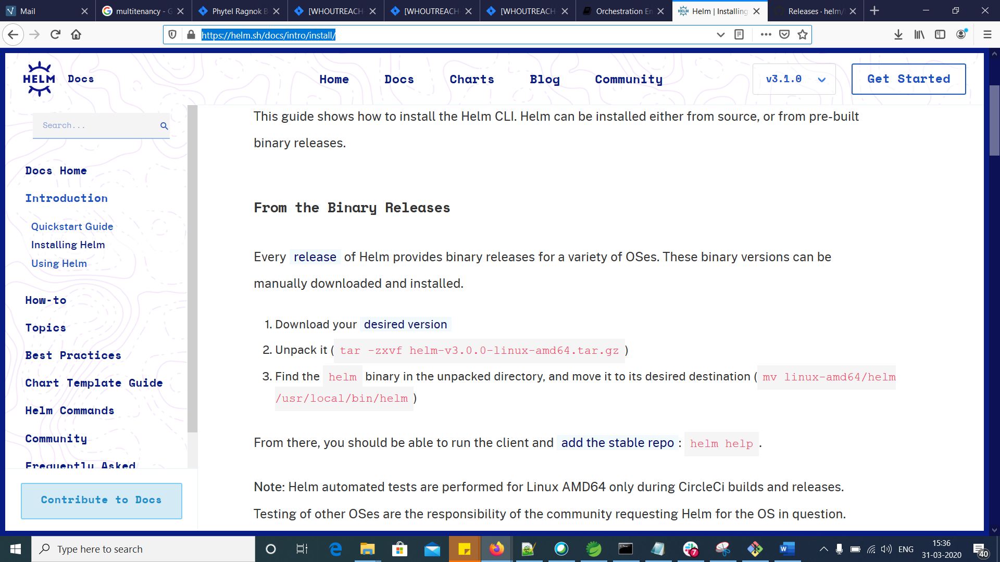 Mail
multitenancy - G
Phytel Ragnok B
[WHOUTREACH-
[WHOUTREACH-
[WHOUTREACH-
Orchestration En
Helm | Installing
Releases · helm/
https://helm.sh/docs/intro/install/
HELM
Docs
Home
Docs
Charts
Blog
Community
v3.1.0
Get Started
Search...
Docs Home
Introduction
Quickstart Guide
Installing Helm
Using Helm
How-to
Topics
Best Practices
Chart Template Guide
Helm Commands
Community
Frequently Asked
Contribute to Docs
This guide shows how to install the Helm CLI. Helm can be installed either from source, or from pre-built
binary releases.
From the Binary Releases
Every release of Helm provides binary releases for a variety of OSes. These binary versions can be
manually downloaded and installed.
1. Download your desired version
2. Unpack it ( tar -zxvf helm-v3.0.0-linux-amd64.tar.gz )
3. Find the helm binary in the unpacked directory, and move it to its desired destination ( mv linux-amd64/helm
/usr/local/bin/helm )
From there, you should be able to run the client and add the stable repo : helm help .
Note: Helm automated tests are performed for Linux AMD64 only during CircleCi builds and releases.
Testing of other OSes are the responsibility of the community requesting Helm for the OS in question.
Type here to search
7
W
ENG
15:36
31-03-2020
40